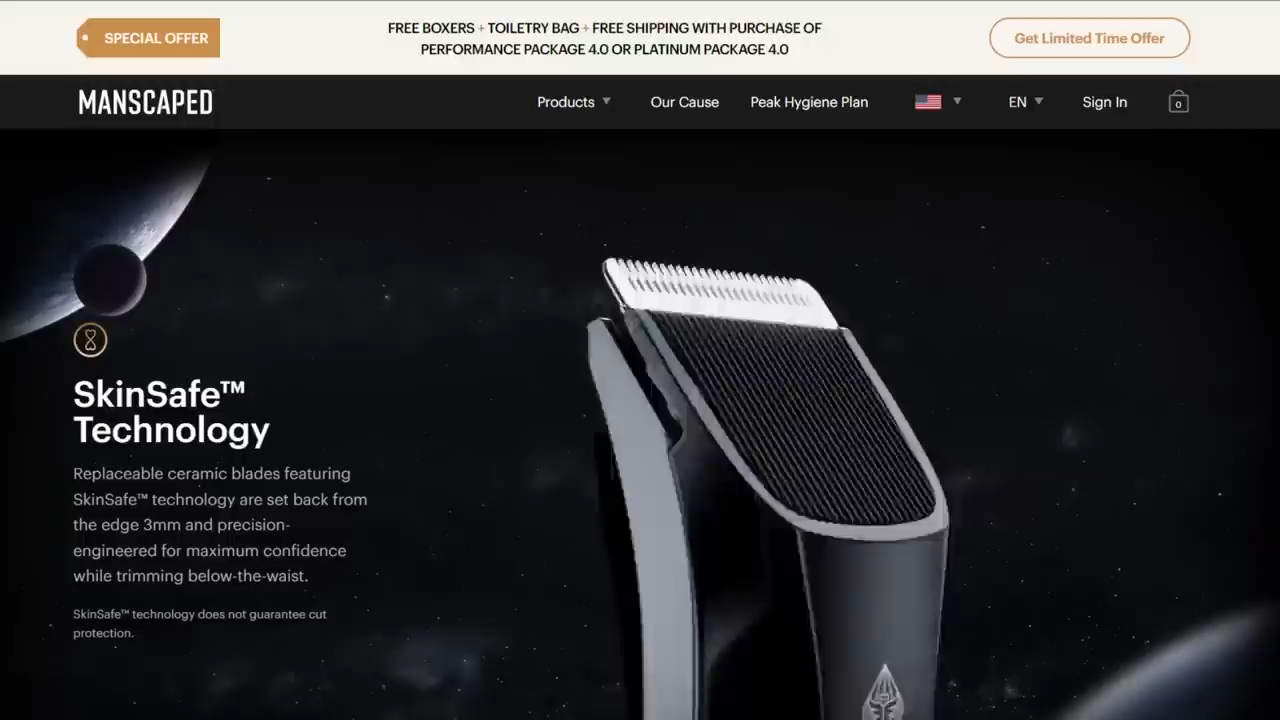 SPECIAL OFFER
FREE BOXERS + TOILETRY BAG + FREE SHIPPING WITH PURCHASE OF
PERFORMANCE PACKAGE 4.0 OR PLATINUM PACKAGE 4.0
Get Limited Time Offer
MANSCAPED
Products
Our Cause
Peak Hygiene Plan
EN
Sign In
0
SkinSafe™
Technology
Replaceable ceramic blades featuring
SkinSafe™ technology are set back from
the edge 3mm and precision-
engineered for maximum confidence
while trimming below-the-waist.
SkinSafe™ technology does not guarantee cut
protection.